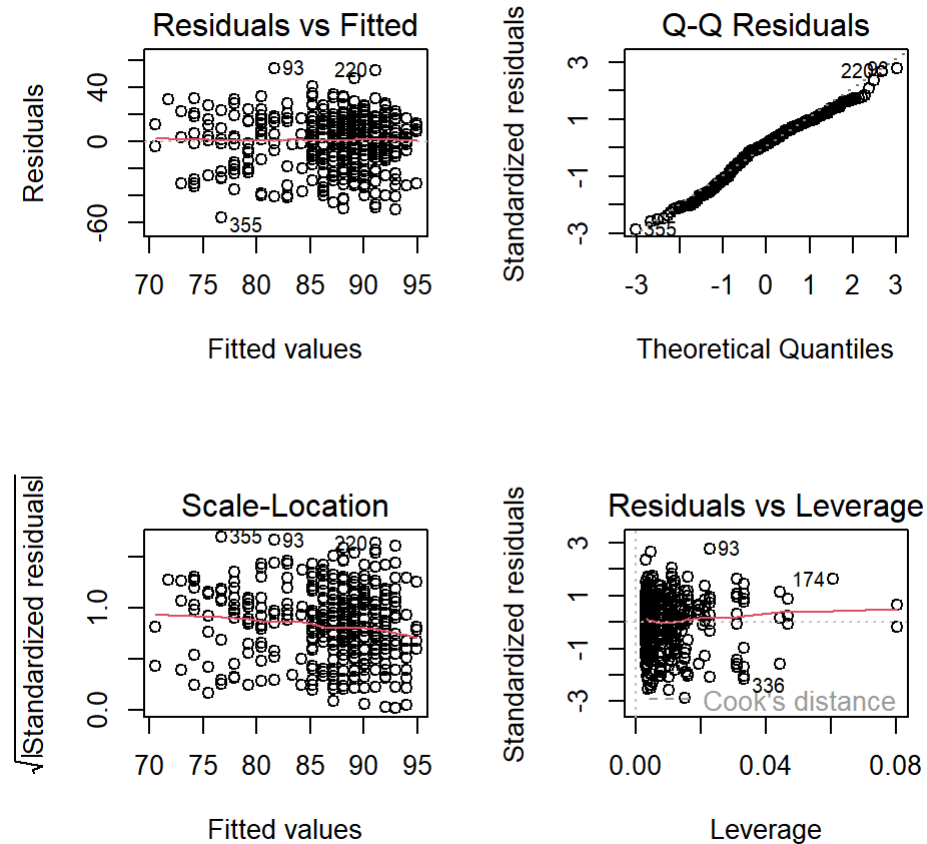 Residuals vs Fitted
Residuals
40
0
-60
93
220
355
70 75 80 85 90 95
Fitted values
Q-Q Residuals
Standardized residuals
3
1
-1
-3
220
93
355
-3 -1 0 1 2 3
Theoretical Quantiles
Scale-Location
√|Standardized residuals|
1.0
0.0
355
93
220
70 75 80 85 90 95
Fitted values
Residuals vs Leverage
Standardized residuals
3
1
-1
-3
93
174
336
Cook's distance
0.00 0.04 0.08
Leverage